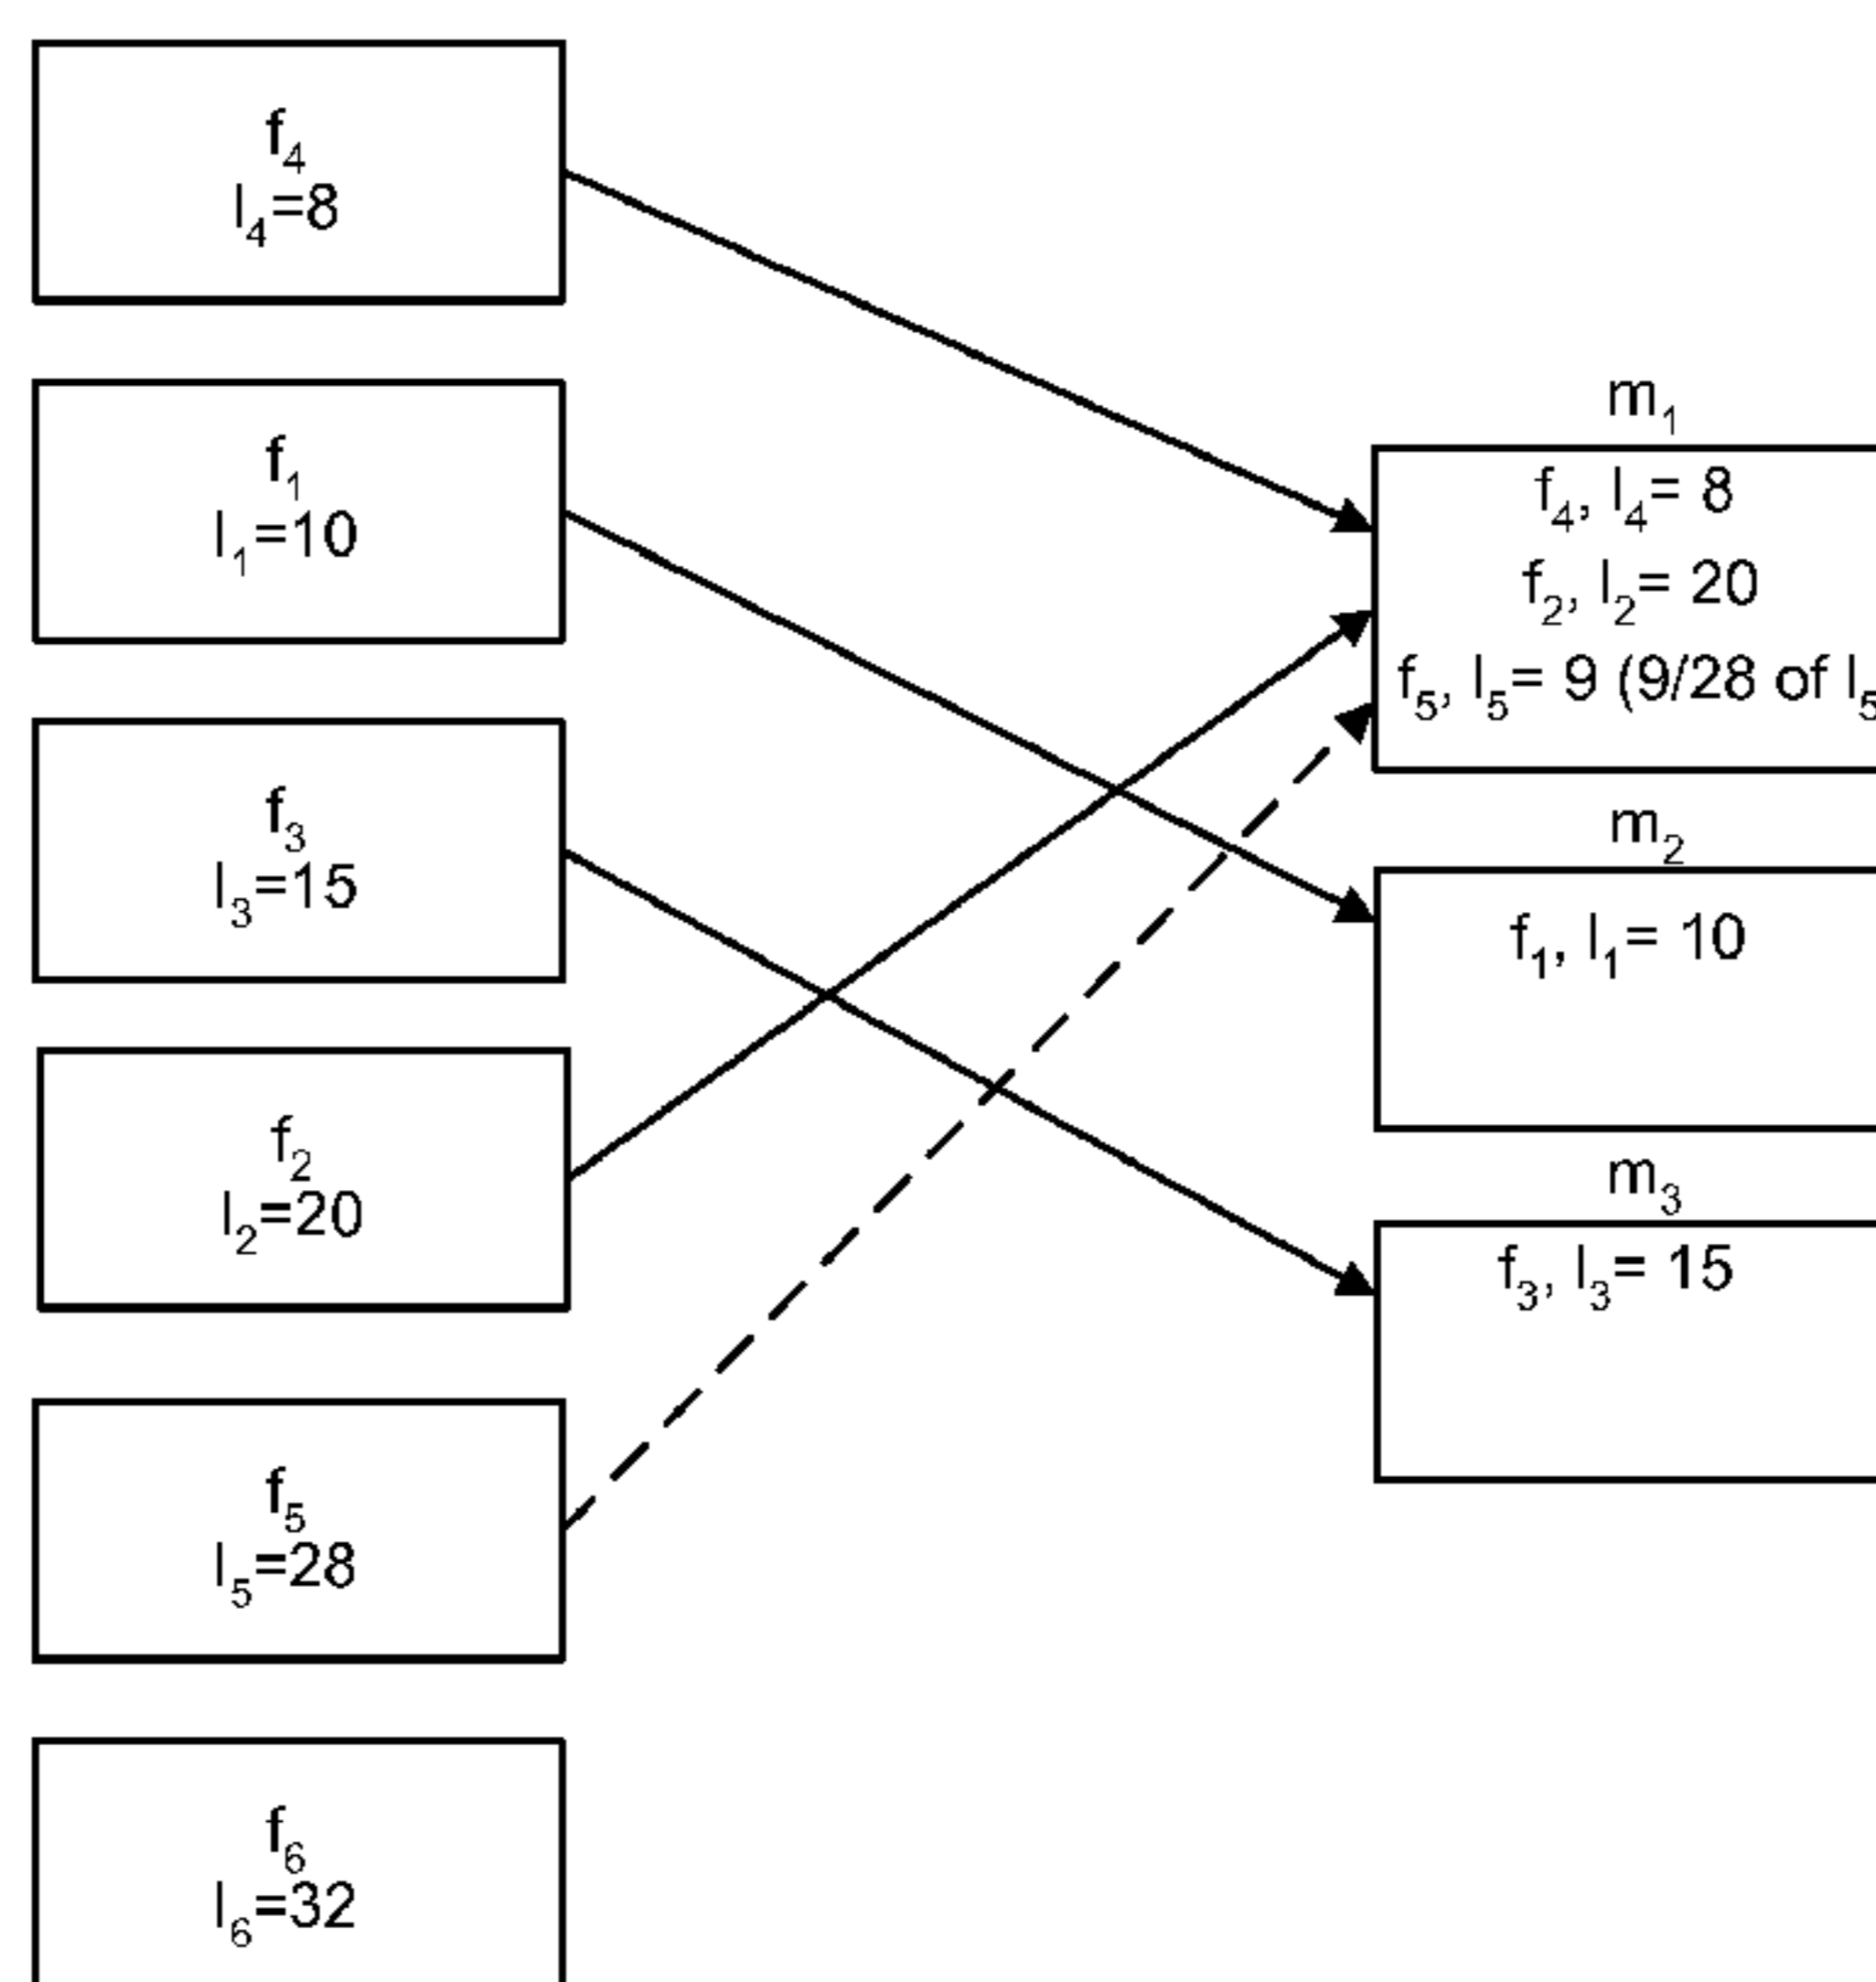 f4
l4=8
f1
l1=10
f3
l3=15
f2
l2=20
f5
l5=28
f6
l6=32
m1
f4, l4= 8
f2, l2= 20
f5, l5= 9 (9/28 of l5
m2
f1, l1= 10
m3
f3, l3= 15